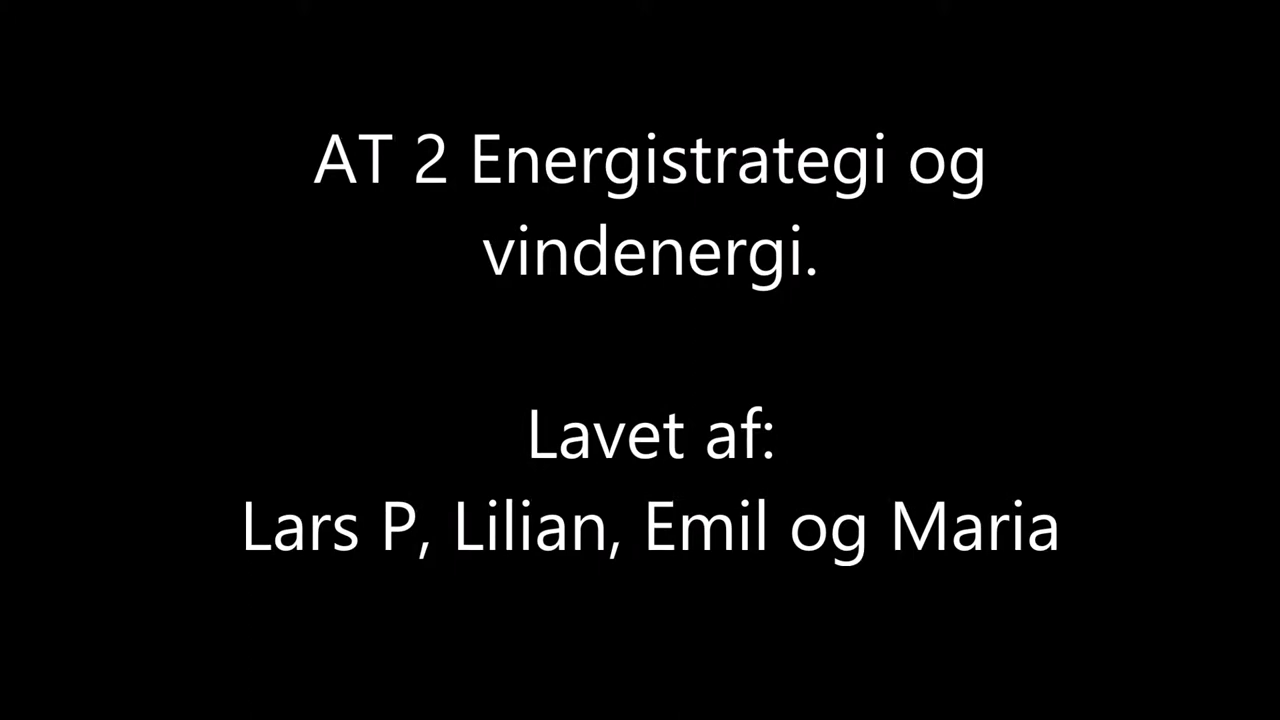 AT 2 Energistrategi og
vindenergi.
Lavet af:
Lars P, Lilian, Emil og Maria